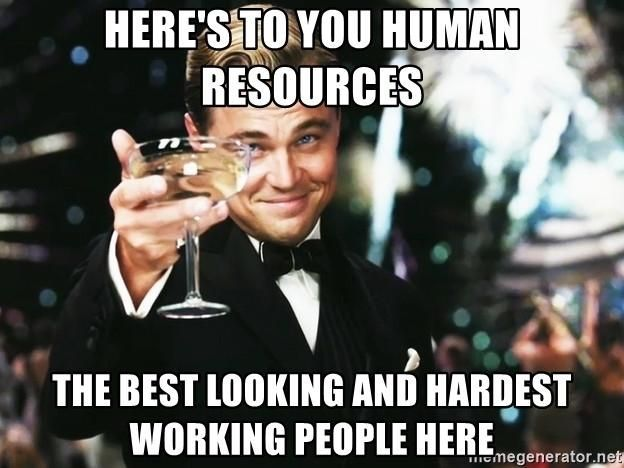 HERE'S TO YOU HUMAN
RESOURCES
THE BEST LOOKING AND HARDEST
WORKING PEOPLE HERE
memegenerator.net